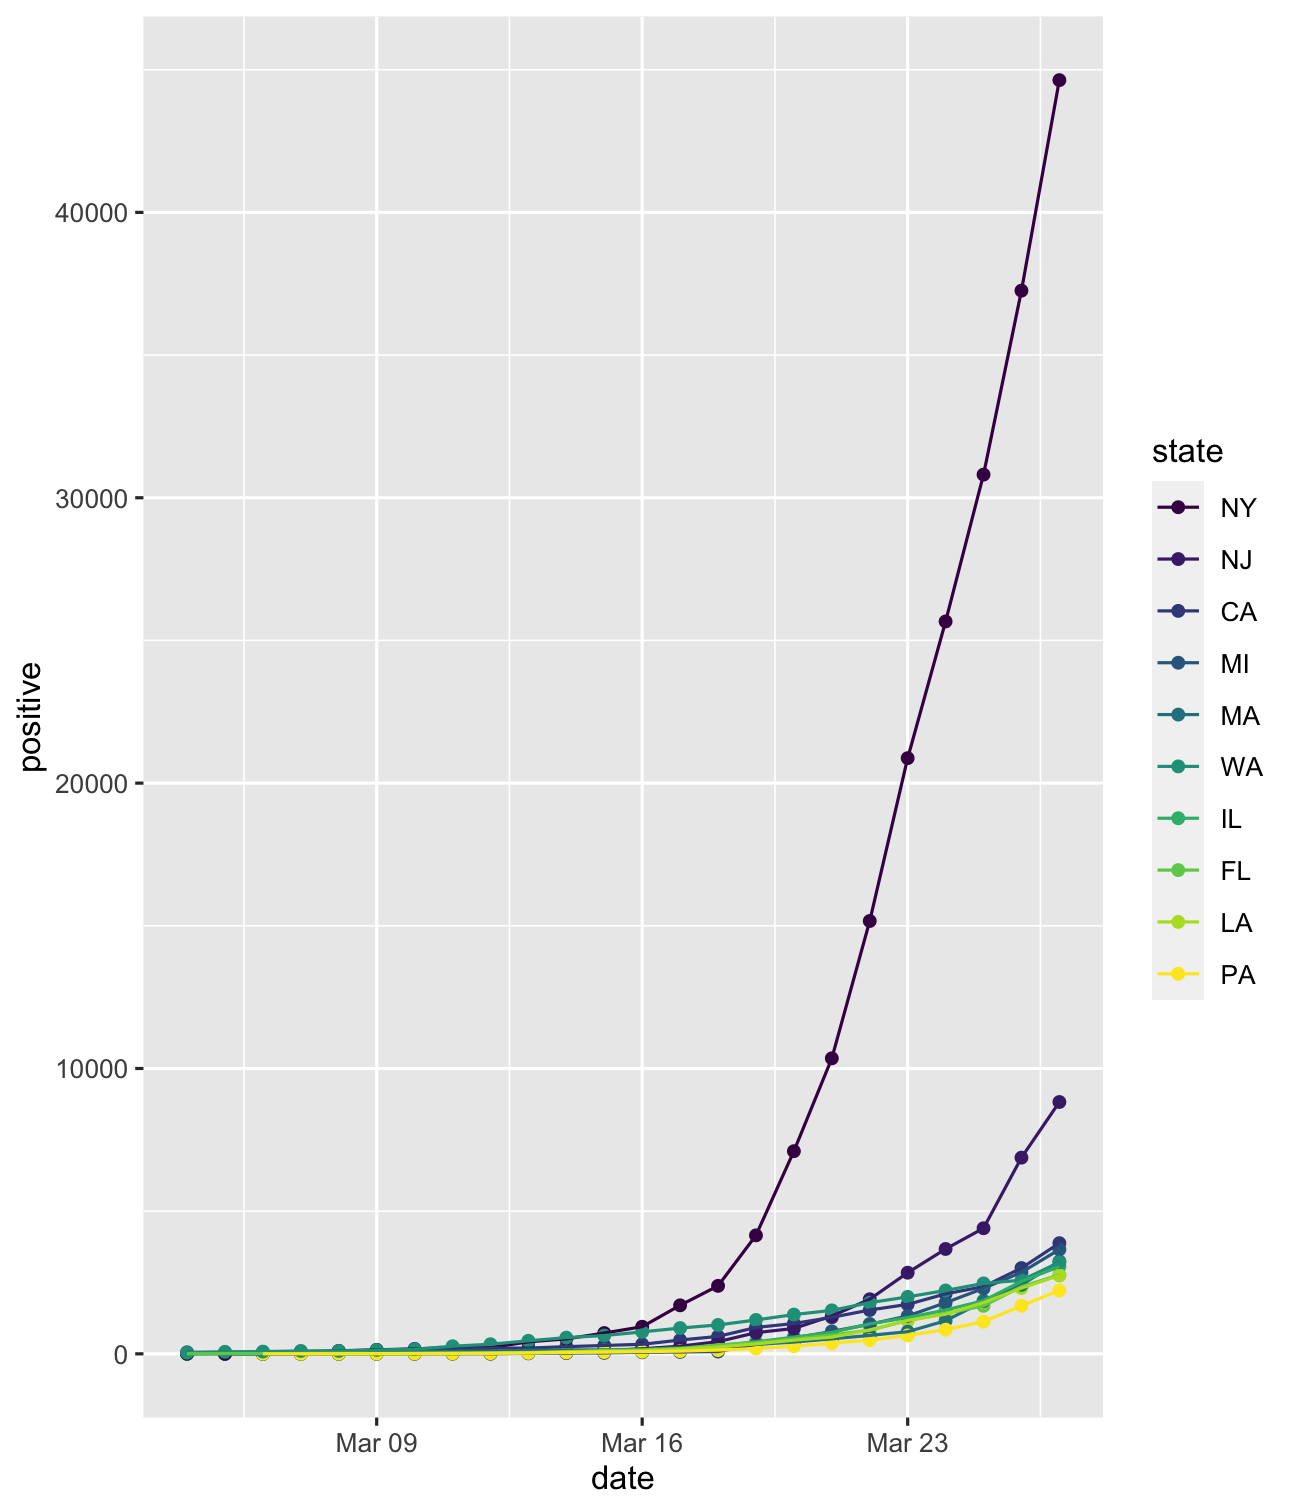 positive
40000
30000
20000
10000
0
Mar 09
Mar 16
Mar 23
date
state
NY
NJ
CA
MI
MA
WA
IL
FL
LA
PA